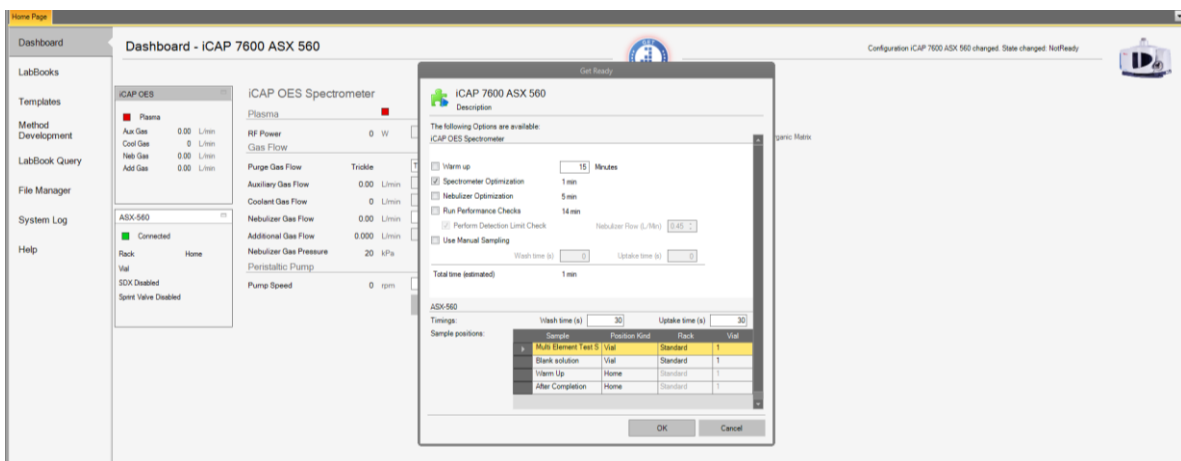 Home Page
Dashboard
LabBooks
Templates
Method
Development
LabBook Query
File Manager
System Log
Help
Dashboard - iCAP 7600 ASX 560
Configuration iCAP 7600 ASX 560 changed. State changed: NotReady
GET
iCAP OES
Plasma
Aux Gas 0.00 L/min
Cool Gas 0 L/min
Neb Gas 0.00 L/min
Add Gas 0.00 L/min
ASX-560
Connected
Rack Home
Vial
SDX Disabled
Sprint Valve Disabled
iCAP OES Spectrometer
Plasma
RF Power 0 W
Gas Flow
Purge Gas Flow Trickle T
Auxiliary Gas Flow 0.00 L/min
Coolant Gas Flow 0 L/min
Nebulizer Gas Flow 0.00 L/min
Additional Gas Flow 0.000 L/min
Nebulizer Gas Pressure 20 kPa
Peristaltic Pump
Pump Speed 0 rpm
Get Ready
iCAP 7600 ASX 560
Description
The following Options are available:
iCAP OES Spectrometer
Warm up 15 Minutes
Spectrometer Optimization 1 min
Nebulizer Optimization 5 min
Run Performance Checks 14 min
Perform Detection Limit Check Nebulizer Flow (L/Min) 0.45
Use Manual Sampling
Wash time (s) 0 Uptake time (s) 0
Total time (estimated) 1 min
ASX-560
Timings: Wash time (s) 30 Uptake time (s) 30
Sample positions:
Sample Position Kind Rack Vial
Multi Element Test S Vial Standard 1
Blank solution Vial Standard 1
Warm Up Home Standard 1
After Completion Home Standard 1
OK Cancel
rganic Matrix